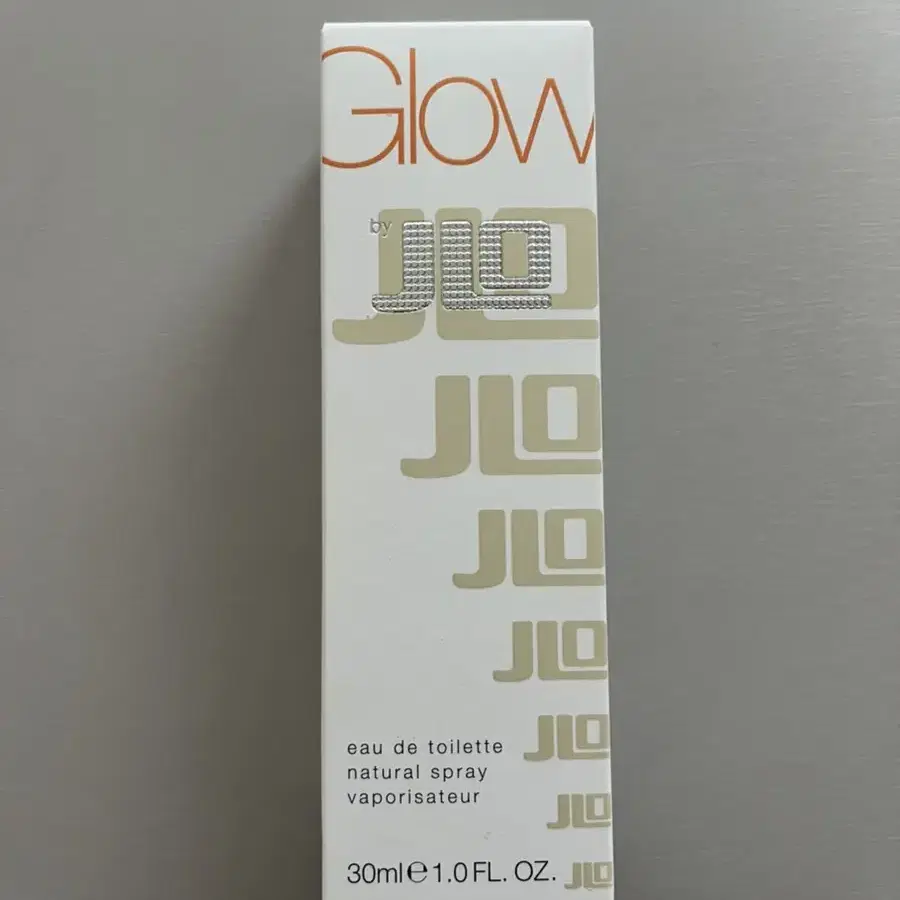 Glow
by JLO
JLO
JLO
JLO
JLO
eau de toilette
natural spray
vaporisateur
JLO
JLO
30ml e 1.0 FL. OZ.
JLO